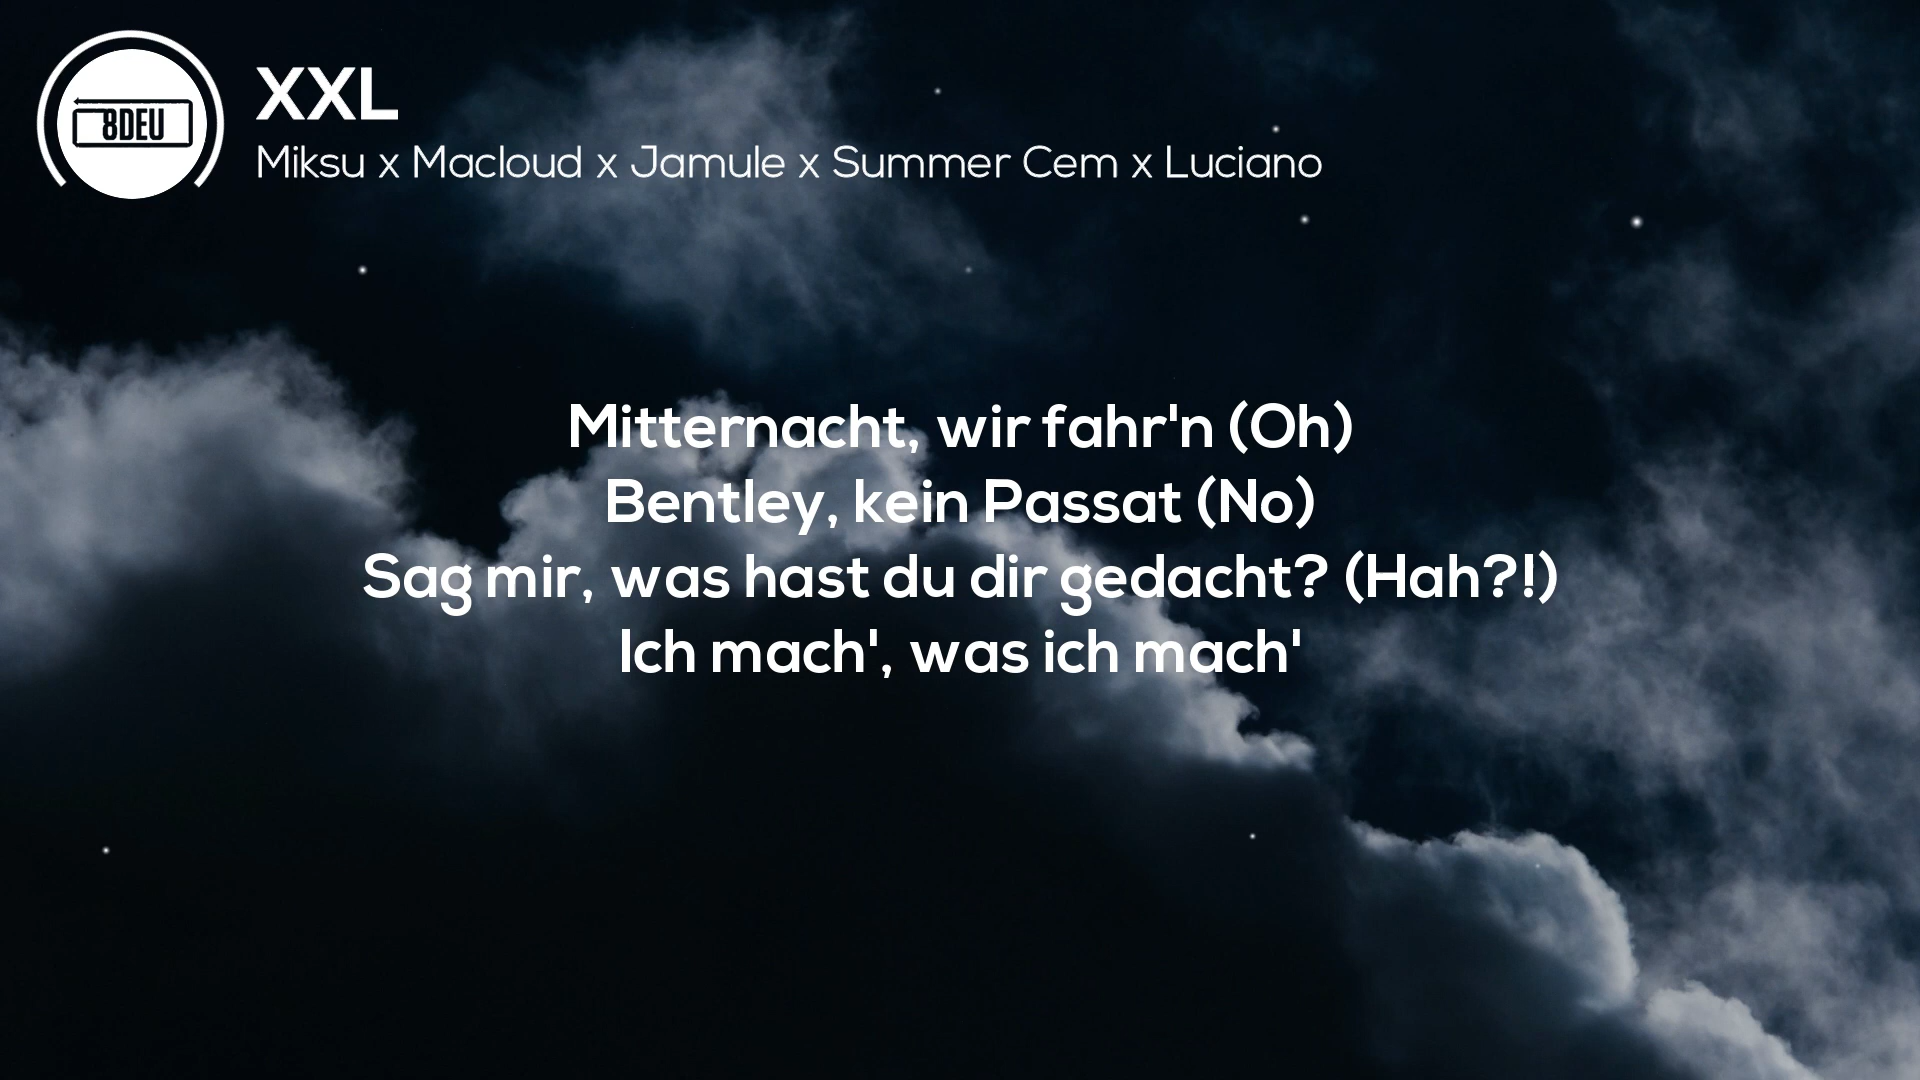 8DEU
XXL
Miksu x Macloud x Jamule x Summer Cem x Luciano
Mitternacht, wir fahr'n (Oh)
Bentley, kein Passat (No)
Sag mir, was hast du dir gedacht? (Hah?!)
Ich mach', was ich mach'